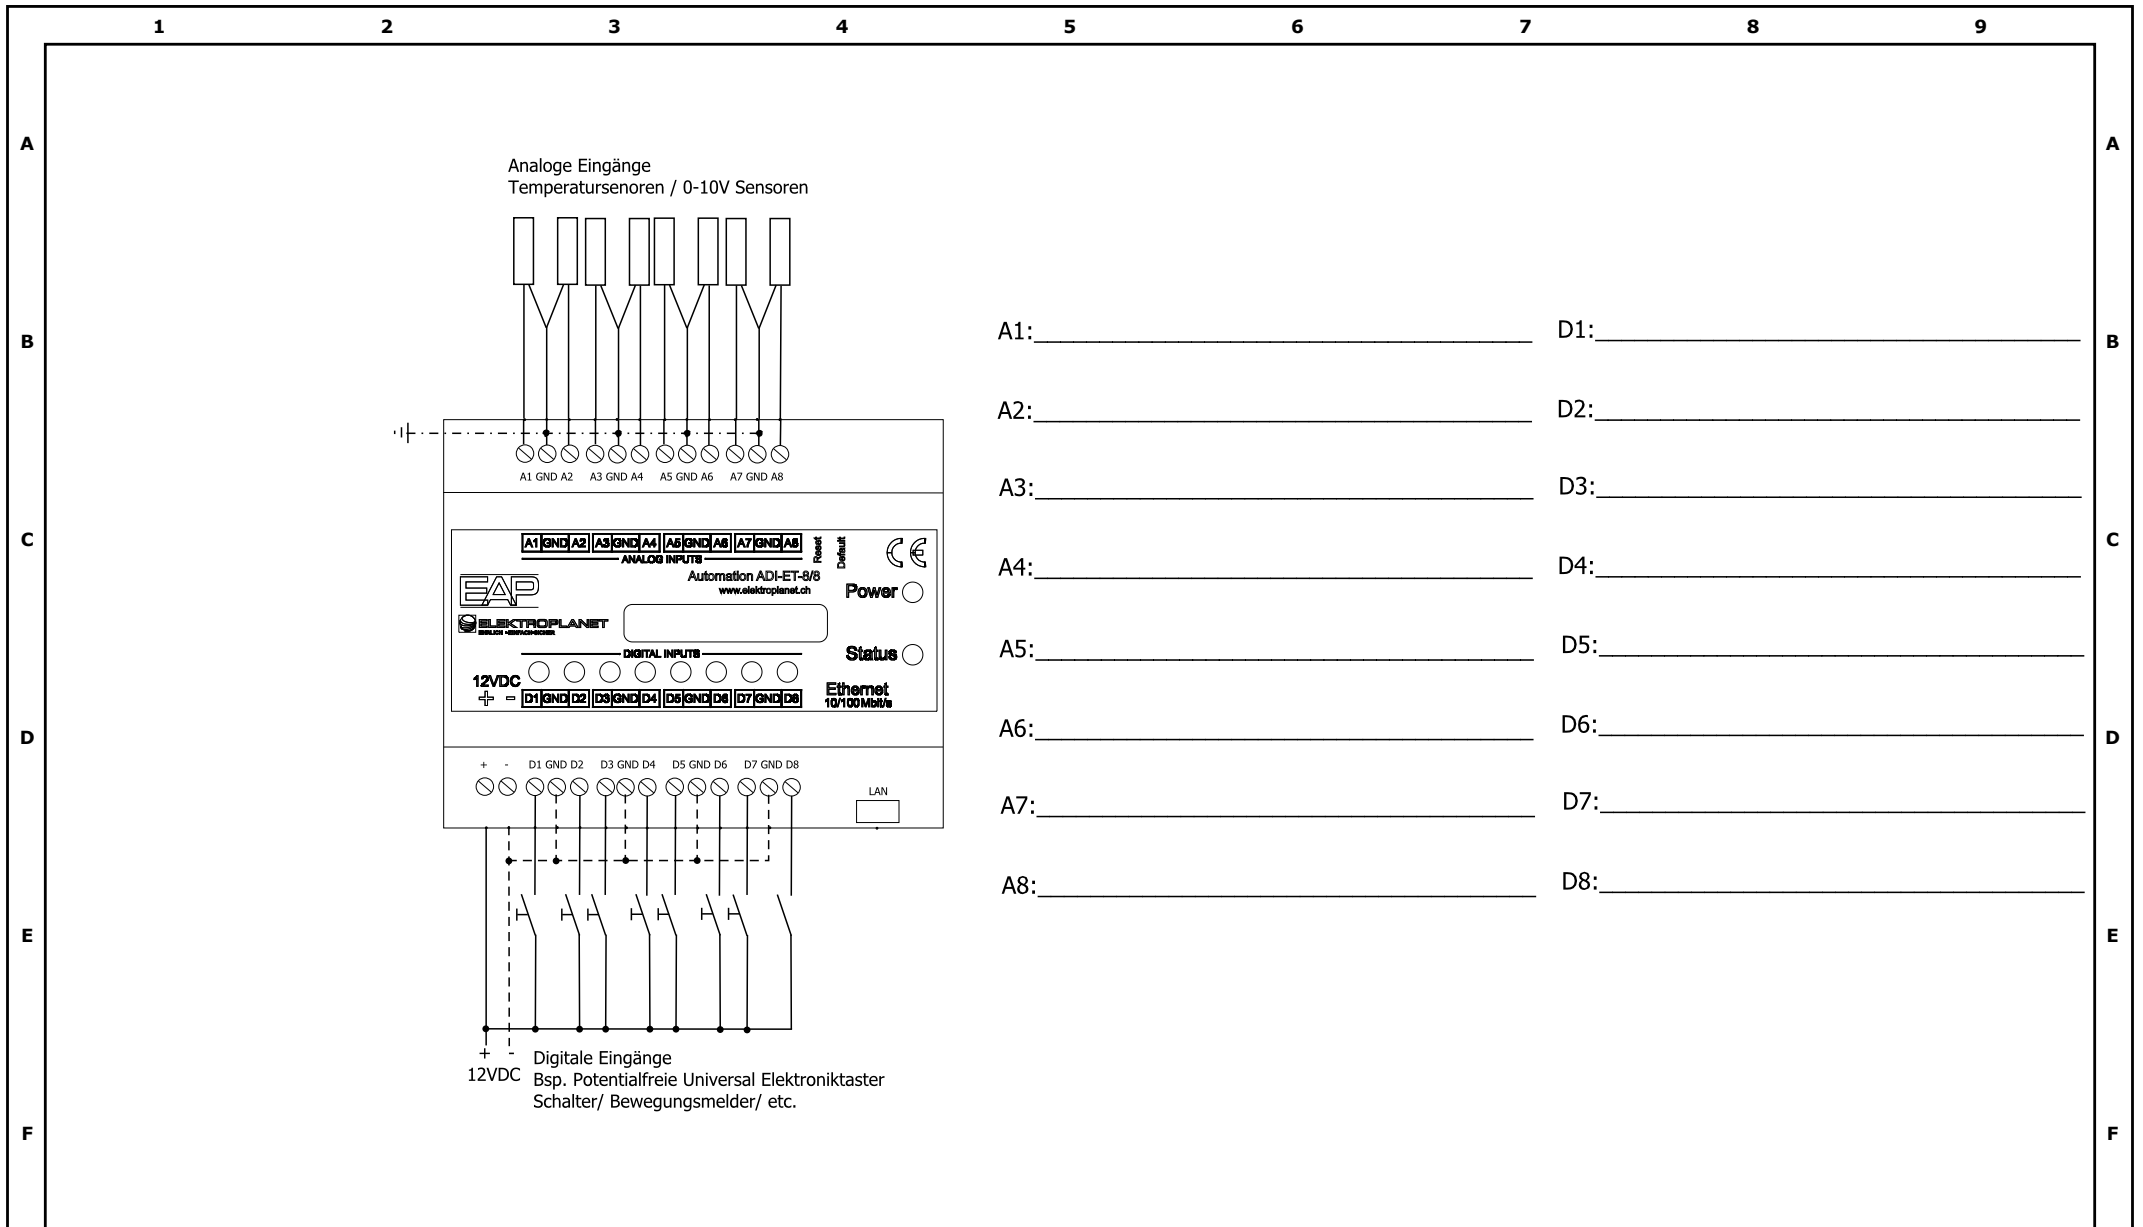 1 2 3 4 5 6 7 8 9
A A
Analoge Eingänge
Temperatursenoren / 0-10V Sensoren
B B
A1: D1:
A2: D2:
A1 GND A2 A3 GND A4 A5 GND A6 A7 GND A8
A3: D3:
C C
A1 GND A2 A3 GND A4 A5 GND A6 A7 GND A8 Reset Default CE
ANALOG INPUTS
A4: D4:
Automation ADI-ET-8/8
www.elektroplanet.ch
EAP Power
ELEKTROPLANET
EHRLICH •EINFACH•SICHER
A5: D5:
DIGITAL INPUTS Status
12VDC
+ - D1 GND D2 D3 GND D4 D5 GND D6 D7 GND D8
Ethernet
10/100Mbit/s
A6: D6:
D D
+ - D1 GND D2 D3 GND D4 D5 GND D6 D7 GND D8
LAN
A7: D7:
A8: D8:
E E
+ -
12VDC
Digitale Eingänge
Bsp. Potentialfreie Universal Elektroniktaster
Schalter/ Bewegungsmelder/ etc.
F F